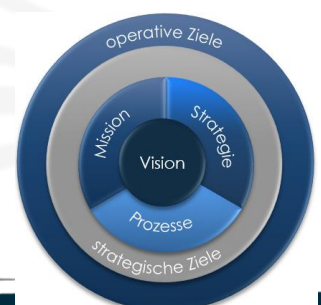 operative Ziele
Mission
Strategie
Vision
Prozesse
strategische Ziele